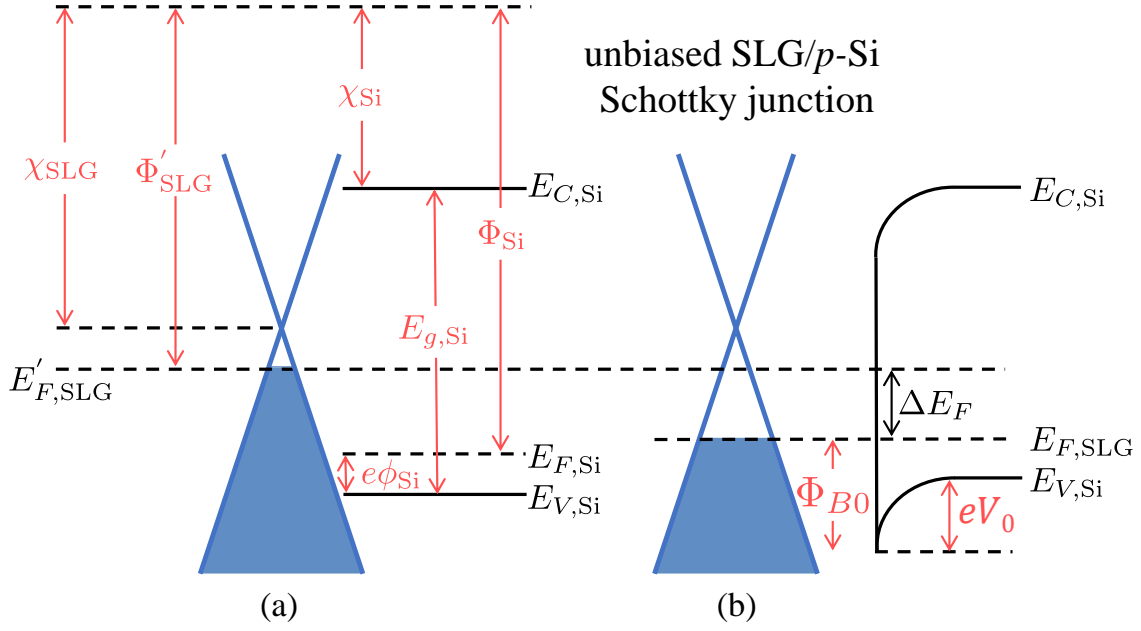 unbiased SLG/p-Si
Schottky junction
χSi
χSLG
Φ′SLG
EC,Si
EC,Si
ΦSi
Eg,Si
E′F,SLG
ΔEF
EF,Si
EF,SLG
eϕSi
EV,Si
ΦB0
eV0
EV,Si
(a)
(b)